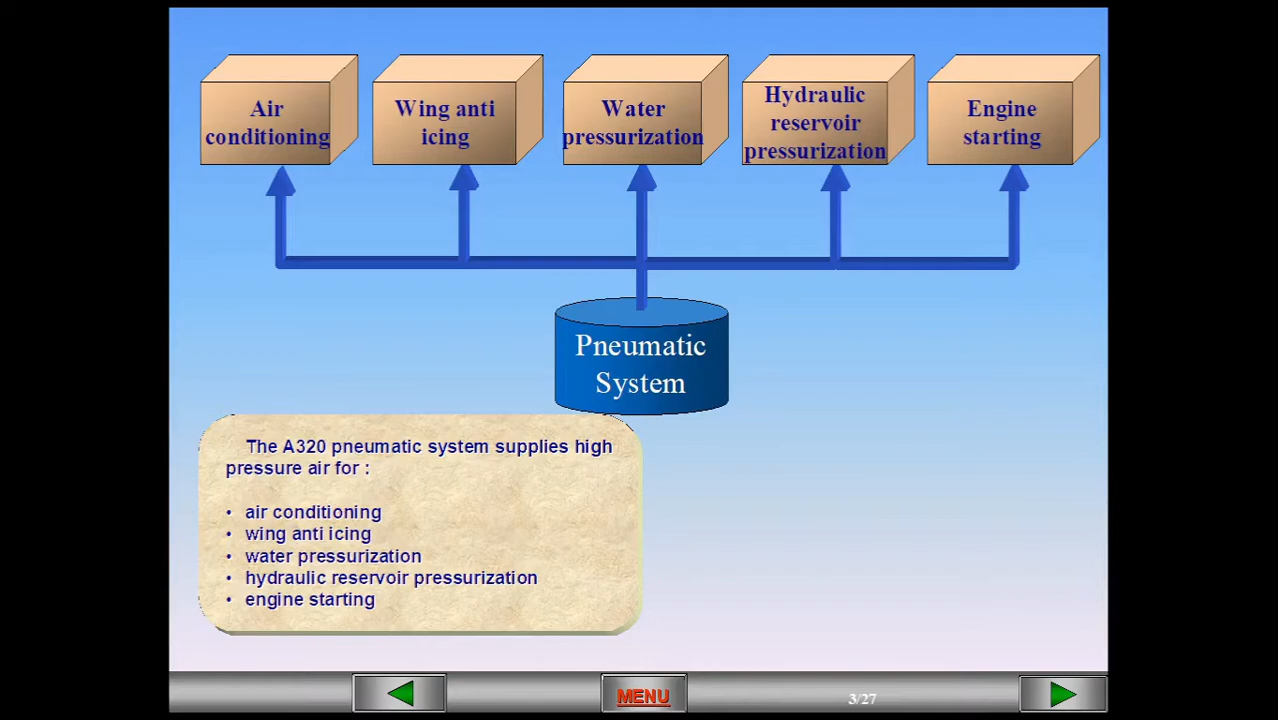 Air
conditioning
Wing anti
icing
Water
pressurization
Hydraulic
reservoir
pressurization
Engine
starting
Pneumatic
System
The A320 pneumatic system supplies high
pressure air for :
• air conditioning
• wing anti icing
• water pressurization
• hydraulic reservoir pressurization
• engine starting
MENU
3/27